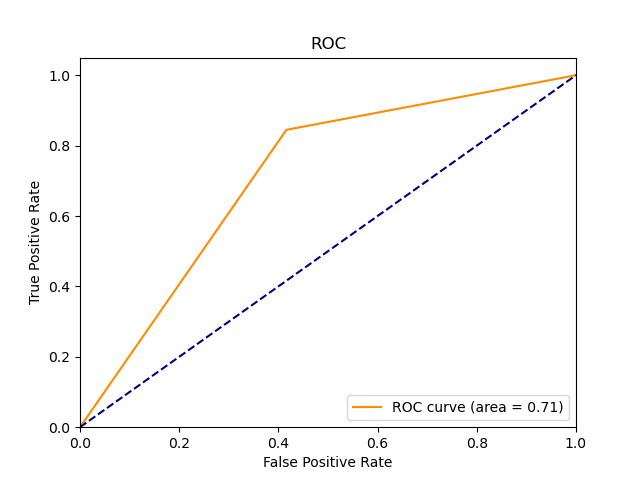 ROC
1.0
0.8
0.6
0.4
0.2
0.0
True Positive Rate
ROC curve (area = 0.71)
0.0 0.2 0.4 0.6 0.8 1.0
False Positive Rate